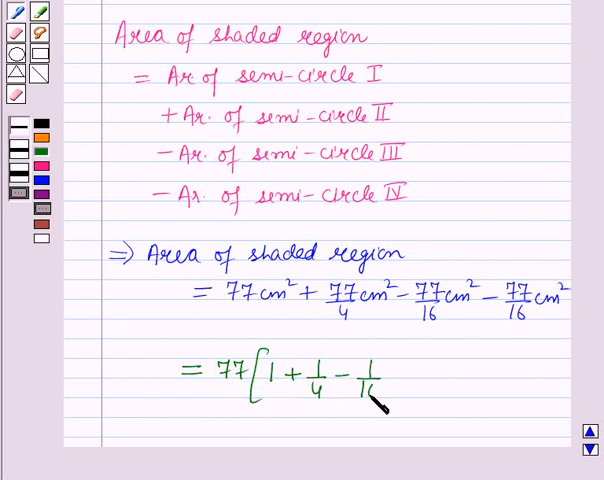 Area of shaded region
= Ar of semi-circle I
+ Ar. of semi-circle II
- Ar. of semi-circle III
- Ar. of semi-circle IV
⇒ Area of shaded region
= 77 cm² + 77/4 cm² - 77/16 cm² - 77/16 cm²
= 77 [ 1 + 1/4 - 1/16